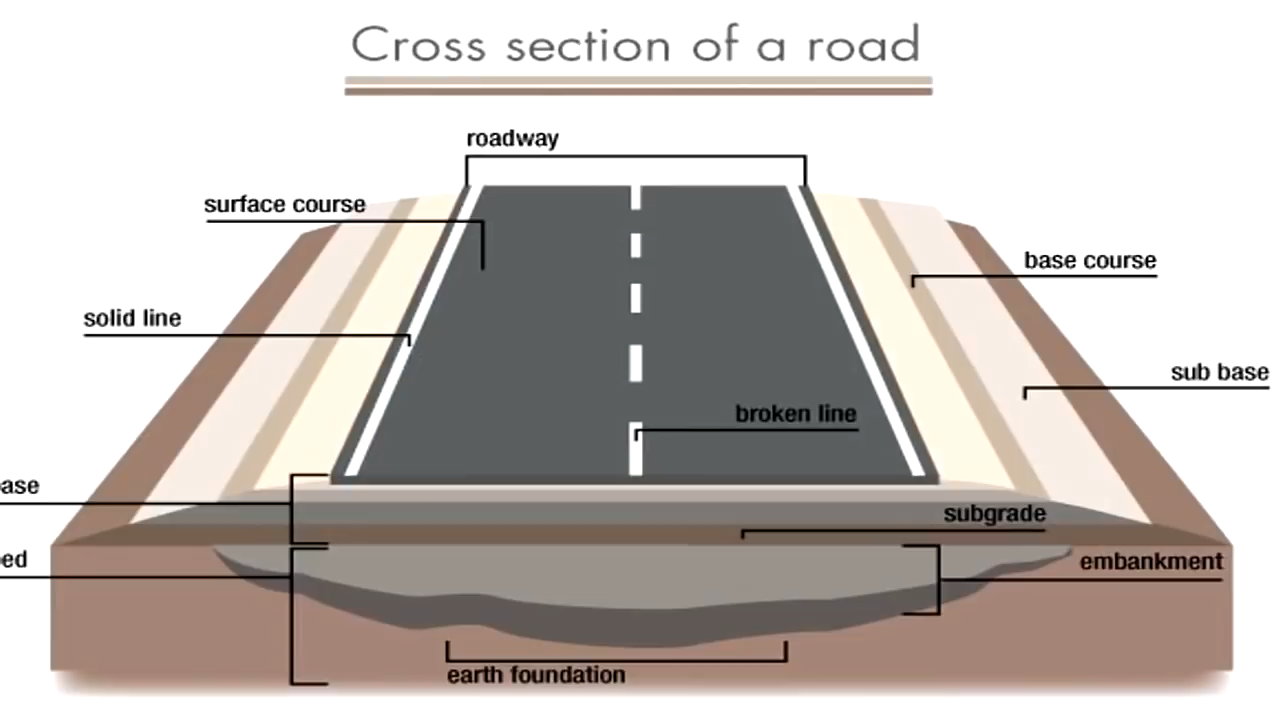 Cross section of a road
roadway
surface course
base course
solid line
sub base
broken line
ase
subgrade
ed
embankment
earth foundation